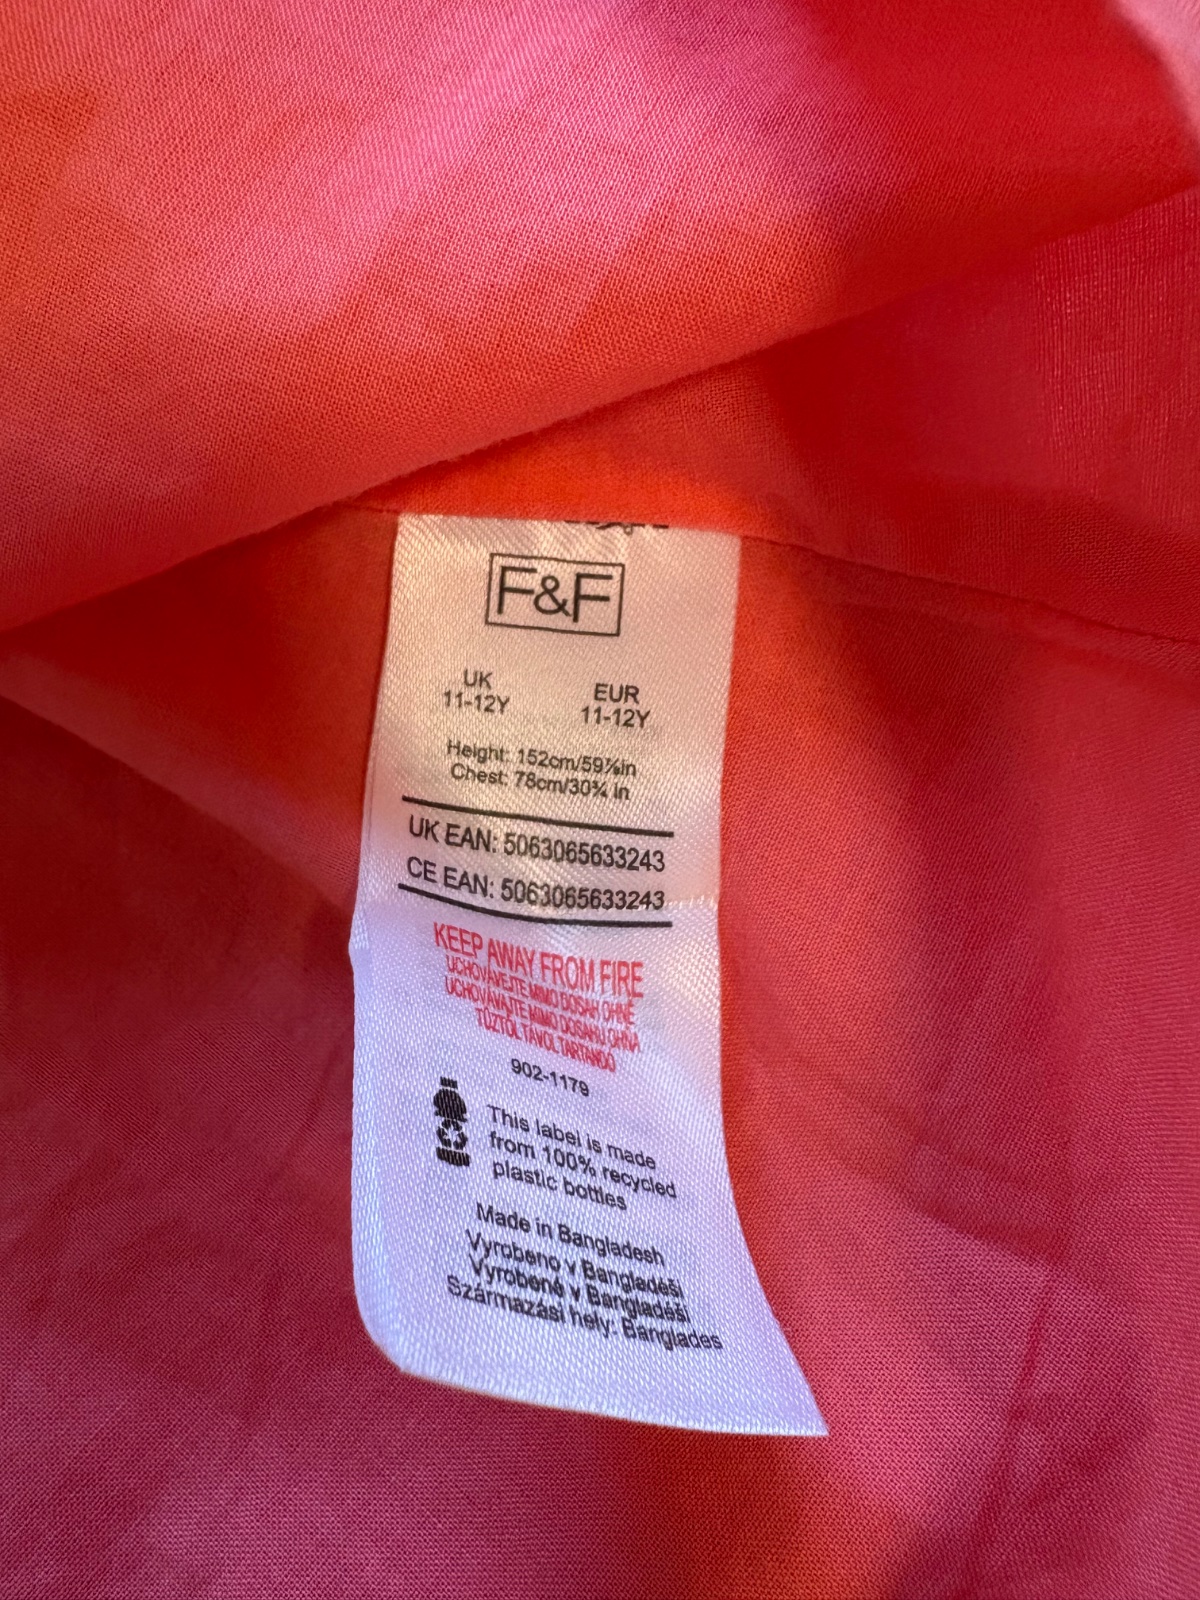 F&F
UK EUR
11-12Y 11-12Y
Height: 152cm/59⅞in
Chest: 78cm/30¾ in
UK EAN: 5063065633243
CE EAN: 5063065633243
KEEP AWAY FROM FIRE
UCHOVÁVEJTE MIMO DOSAH OHNĚ
UCHOVÁVAJTE MIMO DOSAHU OHŇA
TŰZTŐL TÁVOL TARTANDÓ
902-1179
This label is made
from 100% recycled
plastic bottles
Made in Bangladesh
Vyrobeno v Bangladéši
Vyrobené v Bangladéši
Származási hely: Banglades